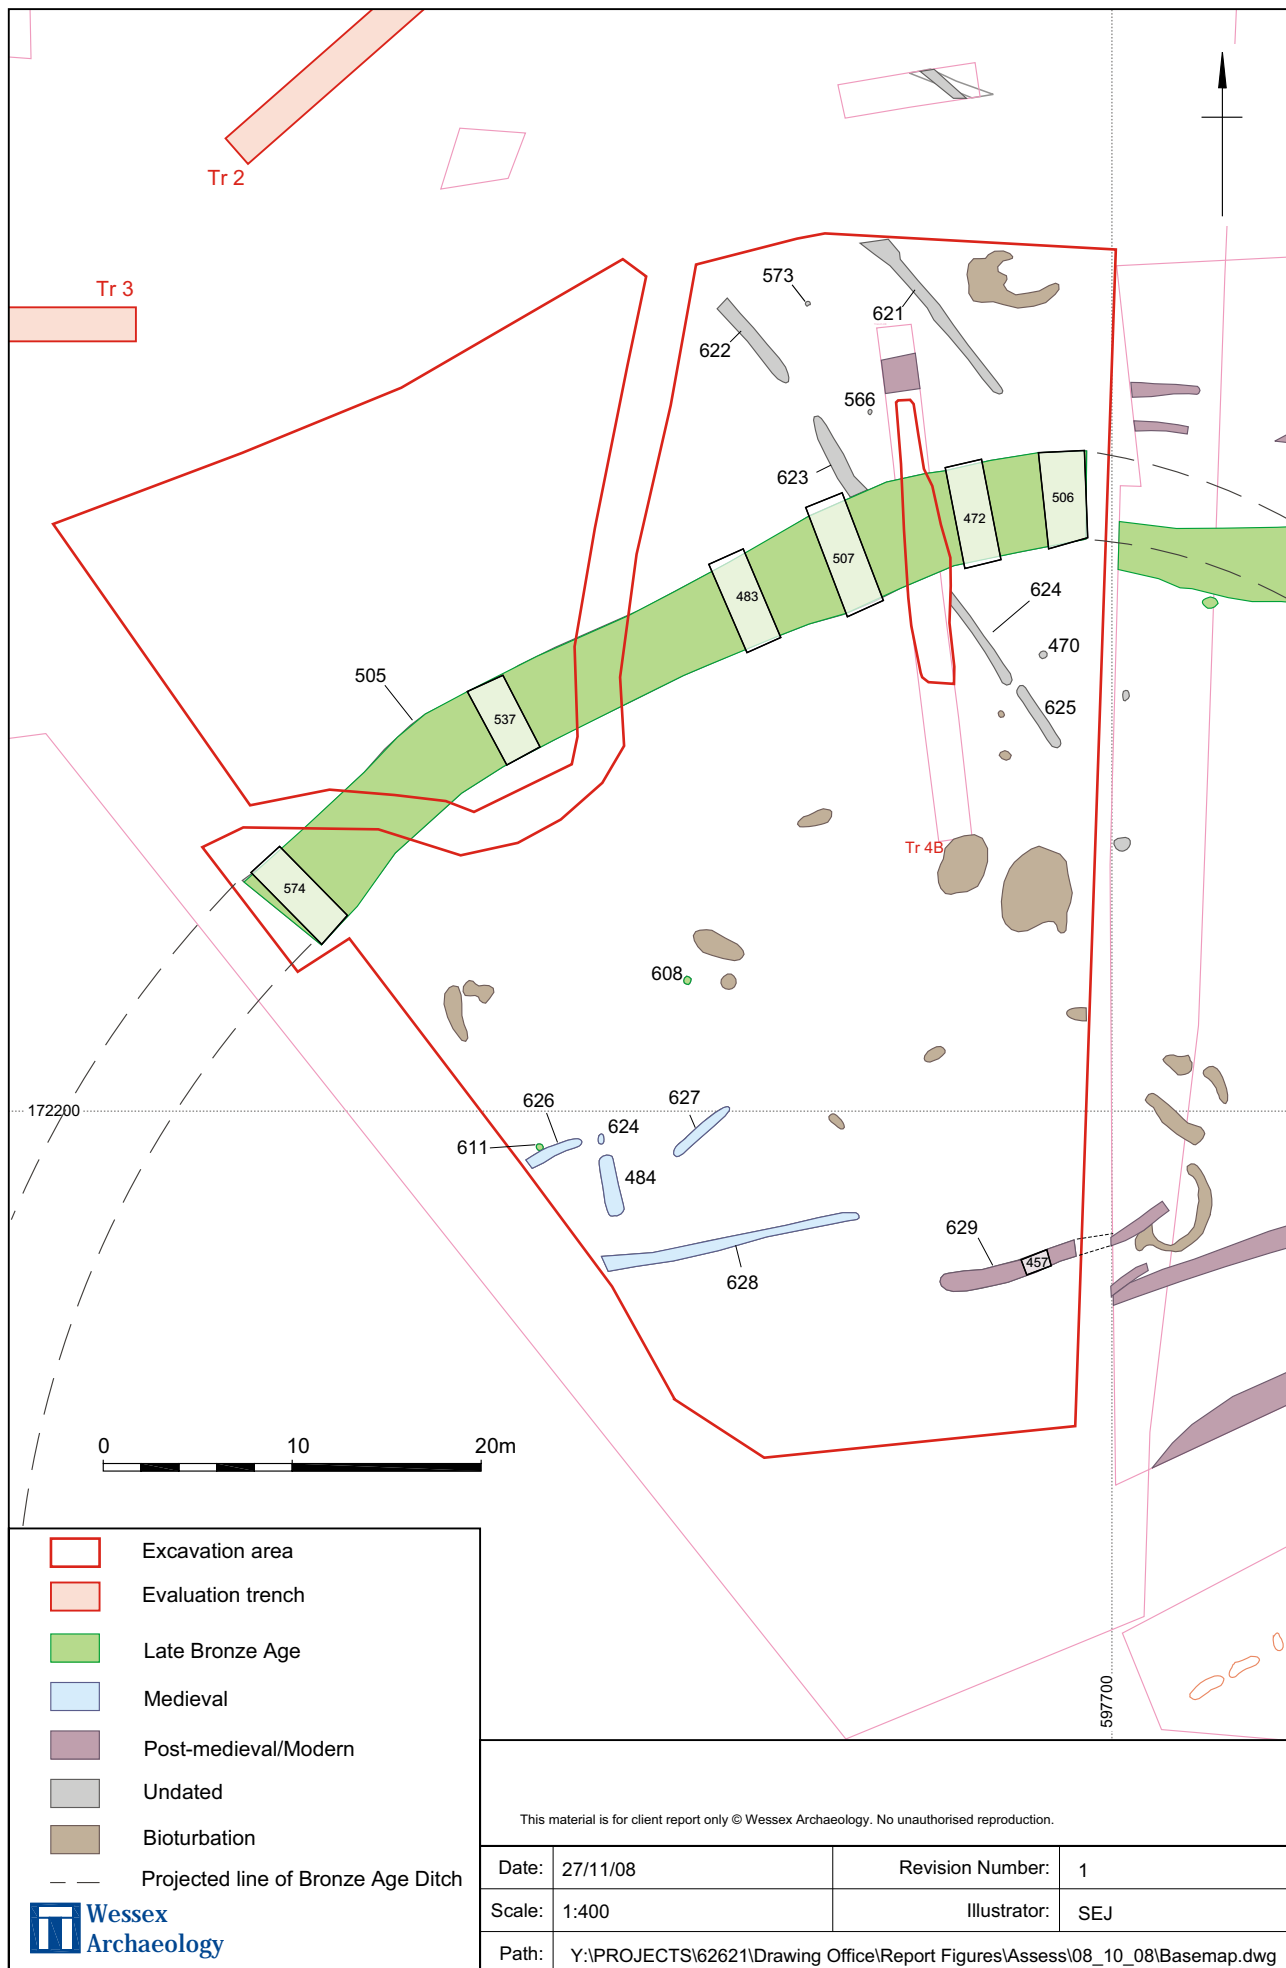 Tr 2
Tr 3
573
621
622
566
623
506
472
507
624
483
470
505
625
537
Tr 4B
574
608
172200
626
624
627
611
484
629
457
628
0 10 20m
597700
Excavation area
Evaluation trench
Late Bronze Age
Medieval
Post-medieval/Modern
Undated
Bioturbation
Projected line of Bronze Age Ditch
Wessex
Archaeology
This material is for client report only © Wessex Archaeology. No unauthorised reproduction.
Date: 27/11/08 Revision Number: 1
Scale: 1:400 Illustrator: SEJ
Path: Y:\PROJECTS\62621\Drawing Office\Report Figures\Assess\08_10_08\Basemap.dwg